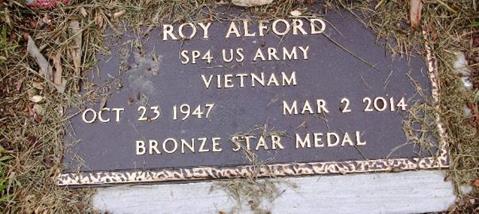 ROY ALFORD
SP4 US ARMY
VIETNAM
OCT 23 1947 MAR 2 2014
BRONZE STAR MEDAL